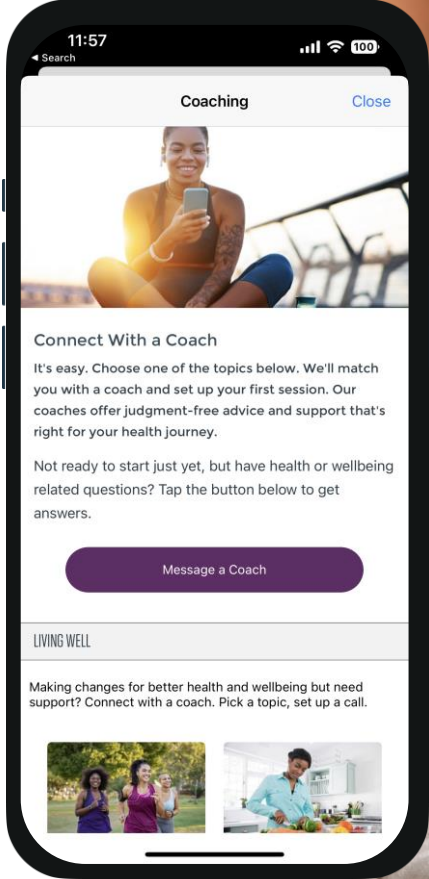 11:57
100
◀ Search
Coaching
Close
Connect With a Coach
It's easy. Choose one of the topics below. We'll match
you with a coach and set up your first session. Our
coaches offer judgment-free advice and support that's
right for your health journey.
Not ready to start just yet, but have health or wellbeing
related questions? Tap the button below to get
answers.
Message a Coach
LIVING WELL
Making changes for better health and wellbeing but need
support? Connect with a coach. Pick a topic, set up a call.